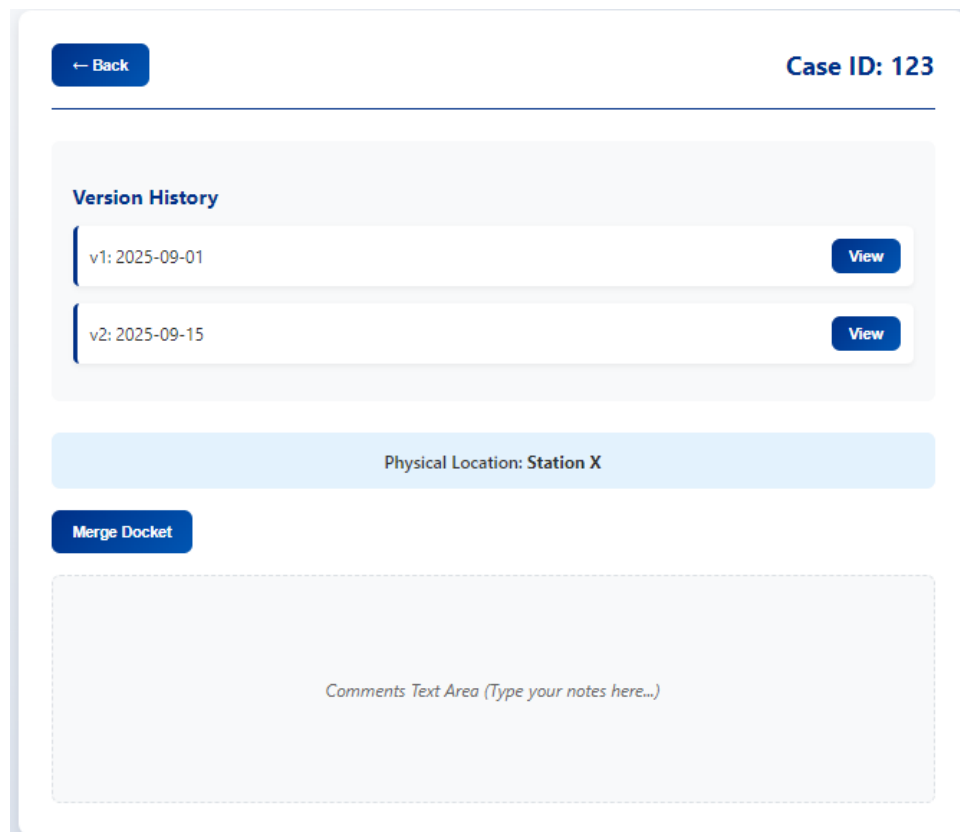 ← Back
Case ID: 123
Version History
v1: 2025-09-01
View
v2: 2025-09-15
View
Physical Location: Station X
Merge Docket
Comments Text Area (Type your notes here...)